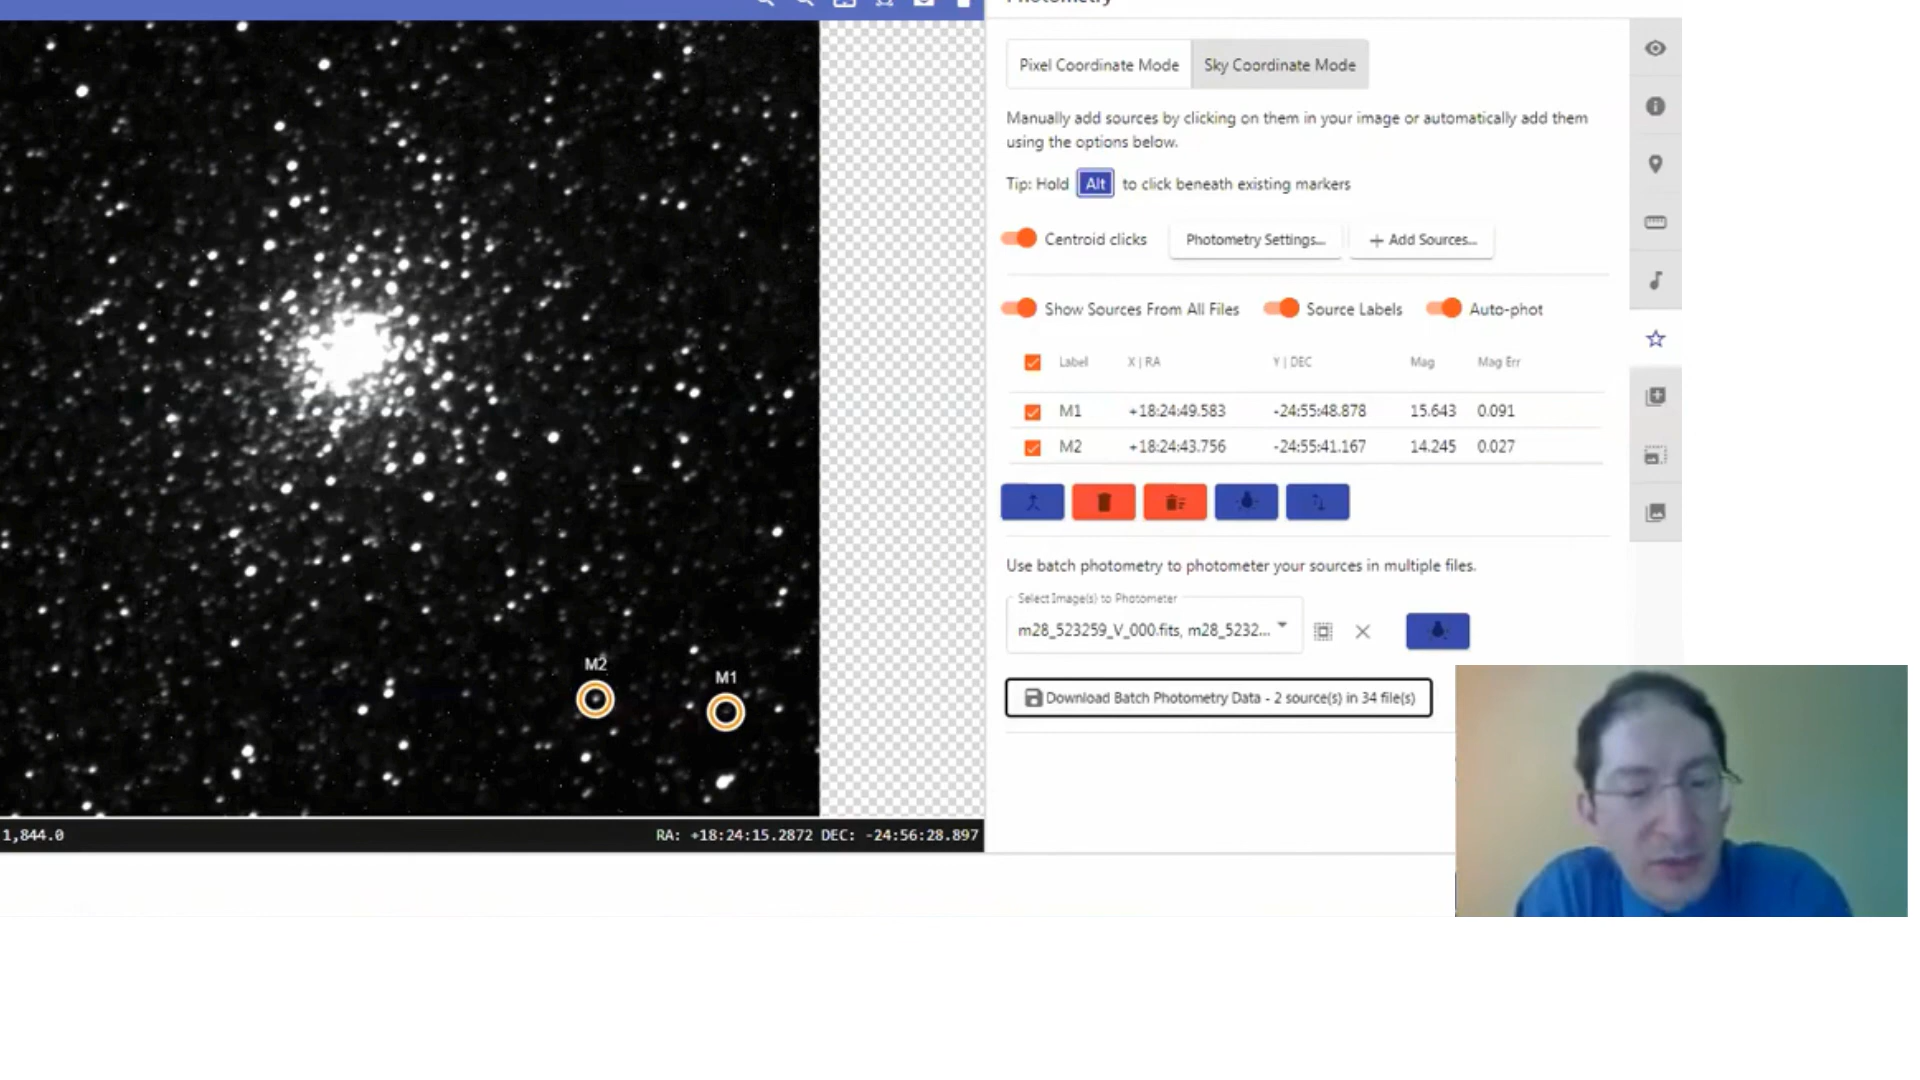 Photometry
Pixel Coordinate Mode
Sky Coordinate Mode
Manually add sources by clicking on them in your image or automatically add them
using the options below.
Tip: Hold Alt to click beneath existing markers
Centroid clicks
Photometry Settings...
+ Add Sources...
Show Sources From All Files
Source Labels
Auto-phot
Label X | RA Y | DEC Mag Mag Err
M1 +18:24:49.583 -24:55:48.878 15.643 0.091
M2 +18:24:43.756 -24:55:41.167 14.245 0.027
Use batch photometry to photometer your sources in multiple files.
Select Image(s) to Photometer
m28_523259_V_000.fits, m28_5232...
Download Batch Photometry Data - 2 source(s) in 34 file(s)
M2
M1
1,844.0
RA: +18:24:15.2872 DEC: -24:56:28.897